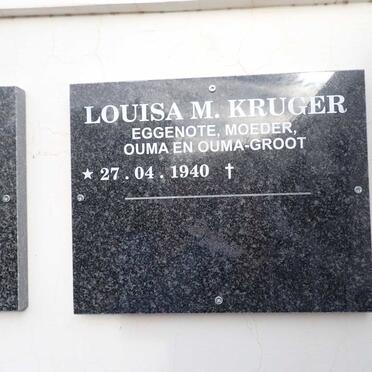 LOUISA M. KRUGER
EGGENOTE, MOEDER,
OUMA EN OUMA-GROOT
★ 27 . 04 . 1940 †